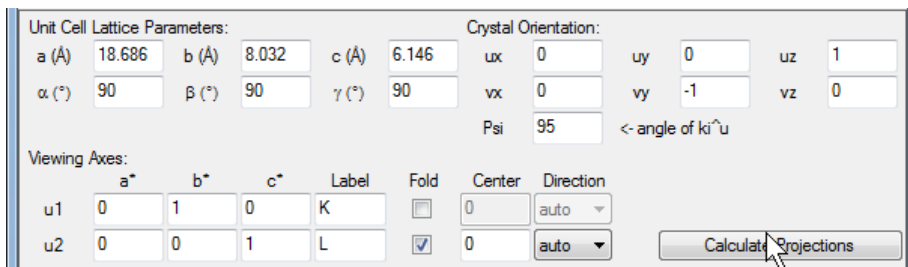 Unit Cell Lattice Parameters: Crystal Orientation:
a (Å) 18.686 b (Å) 8.032 c (Å) 6.146 ux 0 uy 0 uz 1
α (°) 90 β (°) 90 γ (°) 90 vx 0 vy -1 vz 0
Psi 95 <- angle of ki^u
Viewing Axes:
a* b* c* Label Fold Center Direction
u1 0 1 0 K 0 auto
u2 0 0 1 L 0 auto Calculate Projections